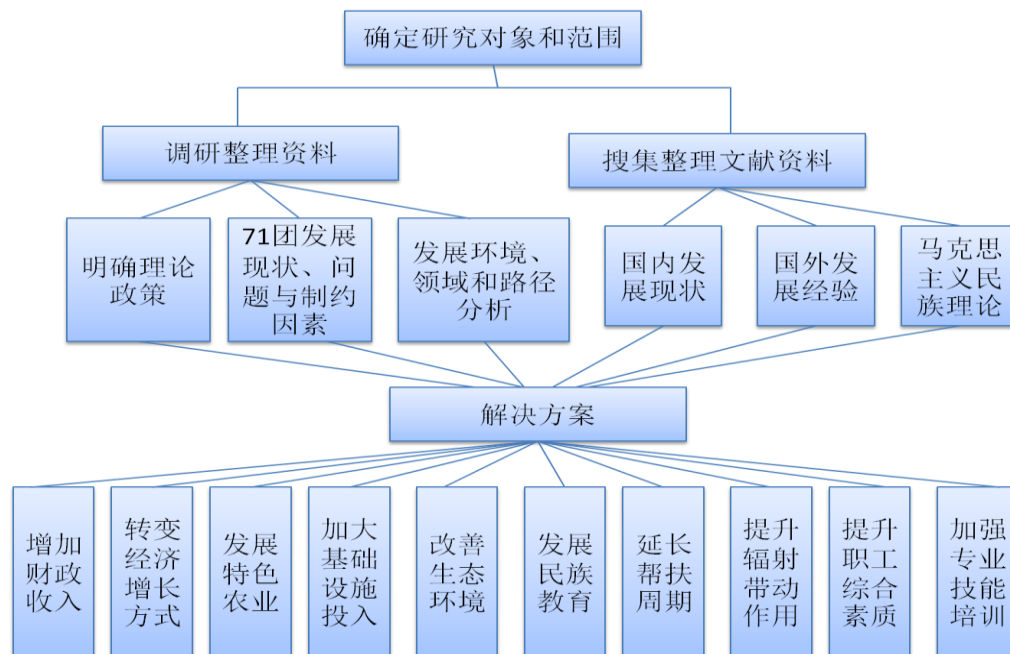 确定研究对象和范围
调研整理资料
搜集整理文献资料
明确理论
政策
71团发展
现状、问
题与制约
因素
发展环境、
领域和路径
分析
国内发
展现状
国外发
展经验
马克思
主义民
族理论
解决方案
增加
财政
收入
转变
经济
增长
方式
发展
特色
农业
加大
基础
设施
投入
改善
生态
环境
发展
民族
教育
延长
帮扶
周期
提升
辐射
带动
作用
提升
职工
综合
素质
加强
专业
技能
培训